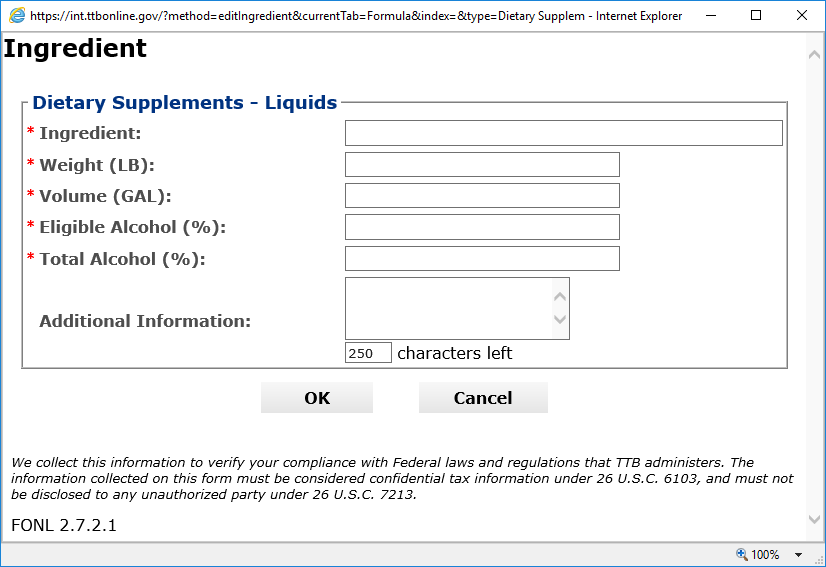 https://int.ttbonline.gov/?method=editIngredient&currentTab=Formula&index=&type=Dietary Supplem - Internet Explorer
Ingredient
Dietary Supplements - Liquids
* Ingredient:
* Weight (LB):
* Volume (GAL):
* Eligible Alcohol (%):
* Total Alcohol (%):
Additional Information:
250 characters left
OK Cancel
We collect this information to verify your compliance with Federal laws and regulations that TTB administers. The
information collected on this form must be considered confidential tax information under 26 U.S.C. 6103, and must not
be disclosed to any unauthorized party under 26 U.S.C. 7213.
FONL 2.7.2.1
100%